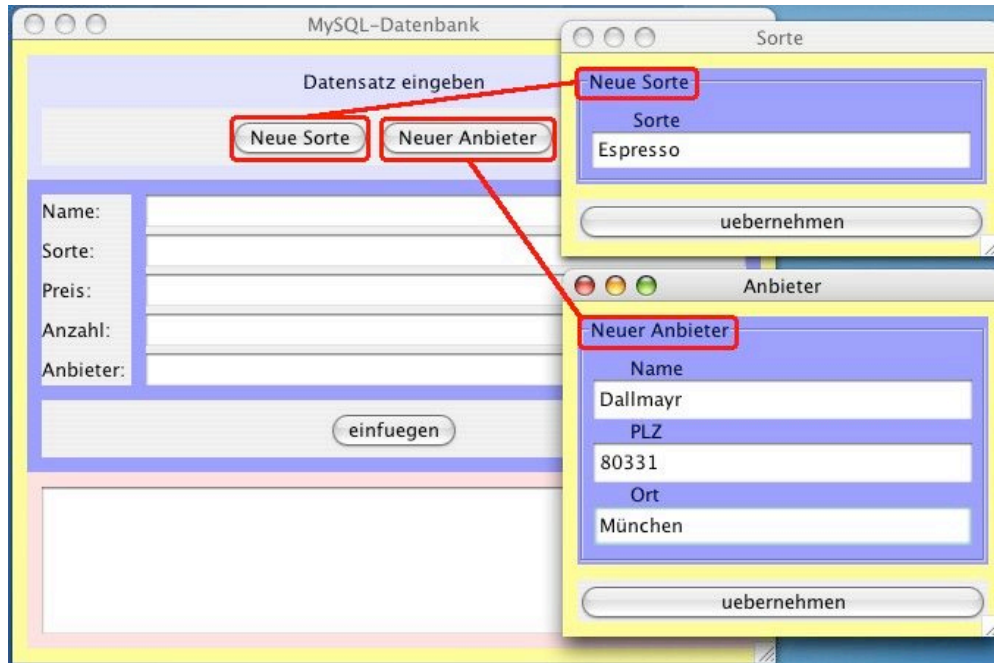 MySQL-Datenbank
Datensatz eingeben
Neue Sorte
Neuer Anbieter
Name:
Sorte:
Preis:
Anzahl:
Anbieter:
einfuegen
Sorte
Neue Sorte
Sorte
Espresso
uebernehmen
Anbieter
Neuer Anbieter
Name
Dallmayr
PLZ
80331
Ort
München
uebernehmen